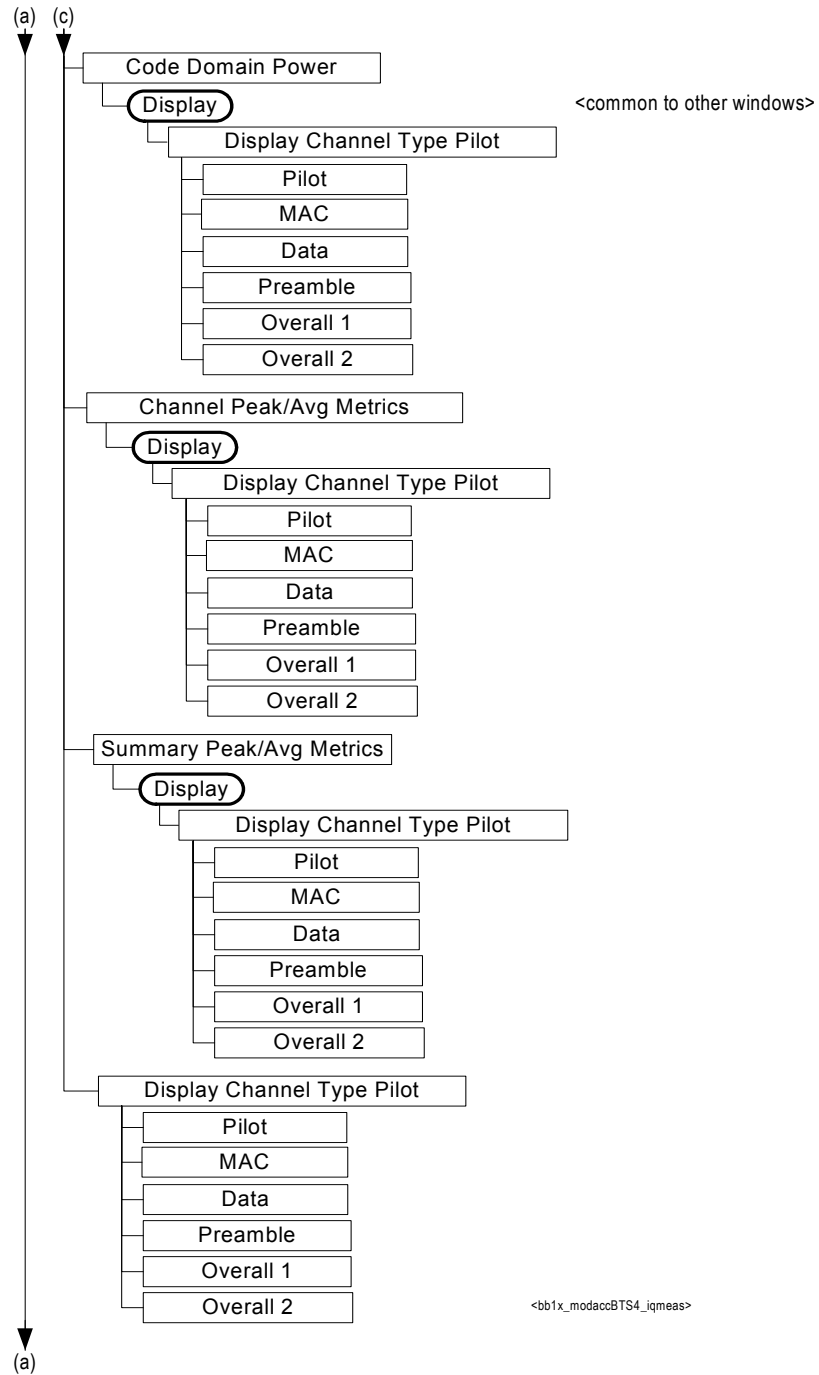 (a) (c)
Code Domain Power
Display <common to other windows>
Display Channel Type Pilot
Pilot
MAC
Data
Preamble
Overall 1
Overall 2
Channel Peak/Avg Metrics
Display
Display Channel Type Pilot
Pilot
MAC
Data
Preamble
Overall 1
Overall 2
Summary Peak/Avg Metrics
Display
Display Channel Type Pilot
Pilot
MAC
Data
Preamble
Overall 1
Overall 2
Display Channel Type Pilot
Pilot
MAC
Data
Preamble
Overall 1
Overall 2 <bb1x_modaccBTS4_iqmeas>
(a)